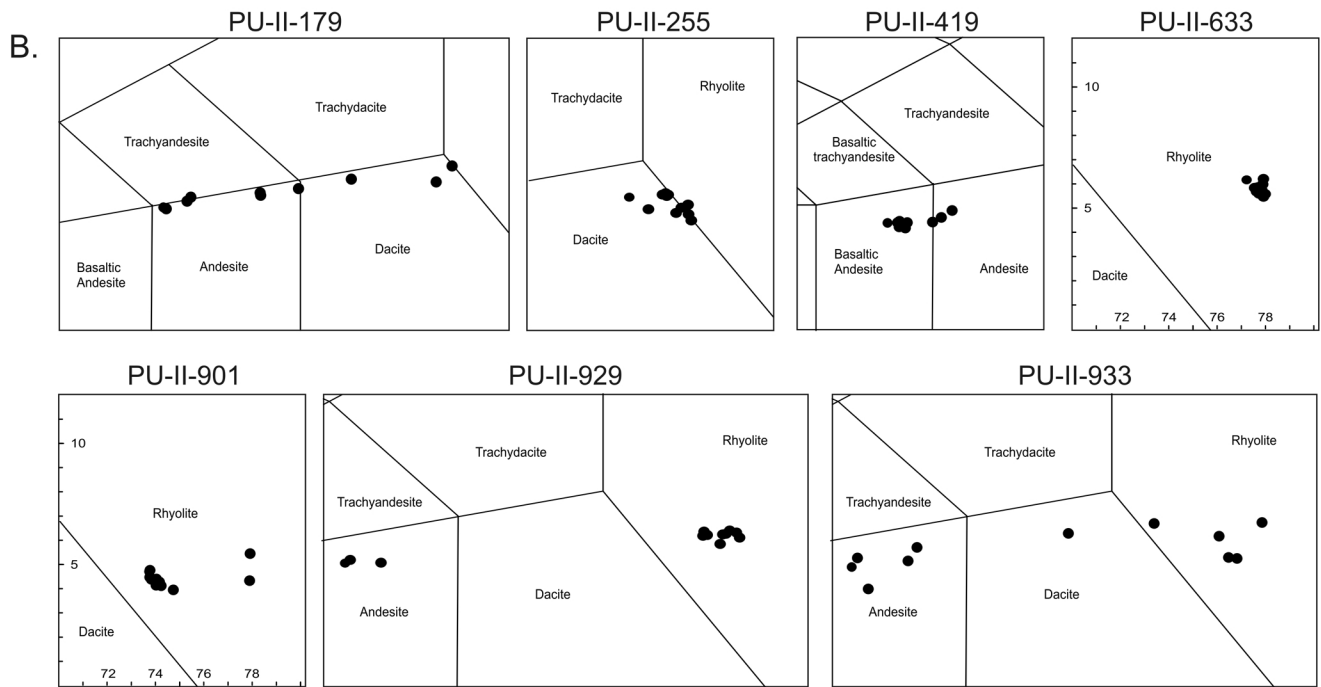 B.
PU-II-179
Trachydacite
Trachyandesite
Basaltic
Andesite
Andesite
Dacite
PU-II-255
Trachydacite
Rhyolite
Dacite
PU-II-419
Trachyandesite
Basaltic
trachyandesite
Basaltic
Andesite
Andesite
PU-II-633
10
Rhyolite
5
Dacite
72 74 76 78
PU-II-901
10
Rhyolite
5
Dacite
72 74 76 78
PU-II-929
Rhyolite
Trachydacite
Trachyandesite
Dacite
Andesite
PU-II-933
Rhyolite
Trachydacite
Trachyandesite
Dacite
Andesite